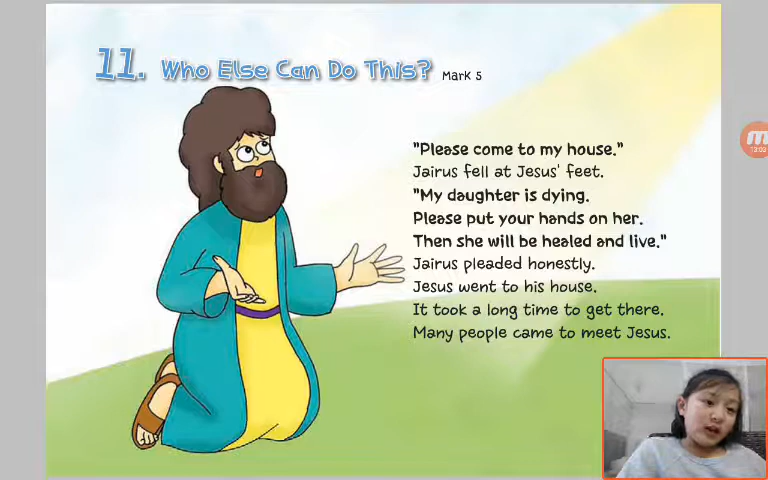 11. Who Else Can Do This? Mark 5
"Please come to my house."
Jairus fell at Jesus' feet.
"My daughter is dying.
Please put your hands on her.
Then she will be healed and live."
Jairus pleaded honestly.
Jesus went to his house.
It took a long time to get there.
Many people came to meet Jesus.
M
13:03